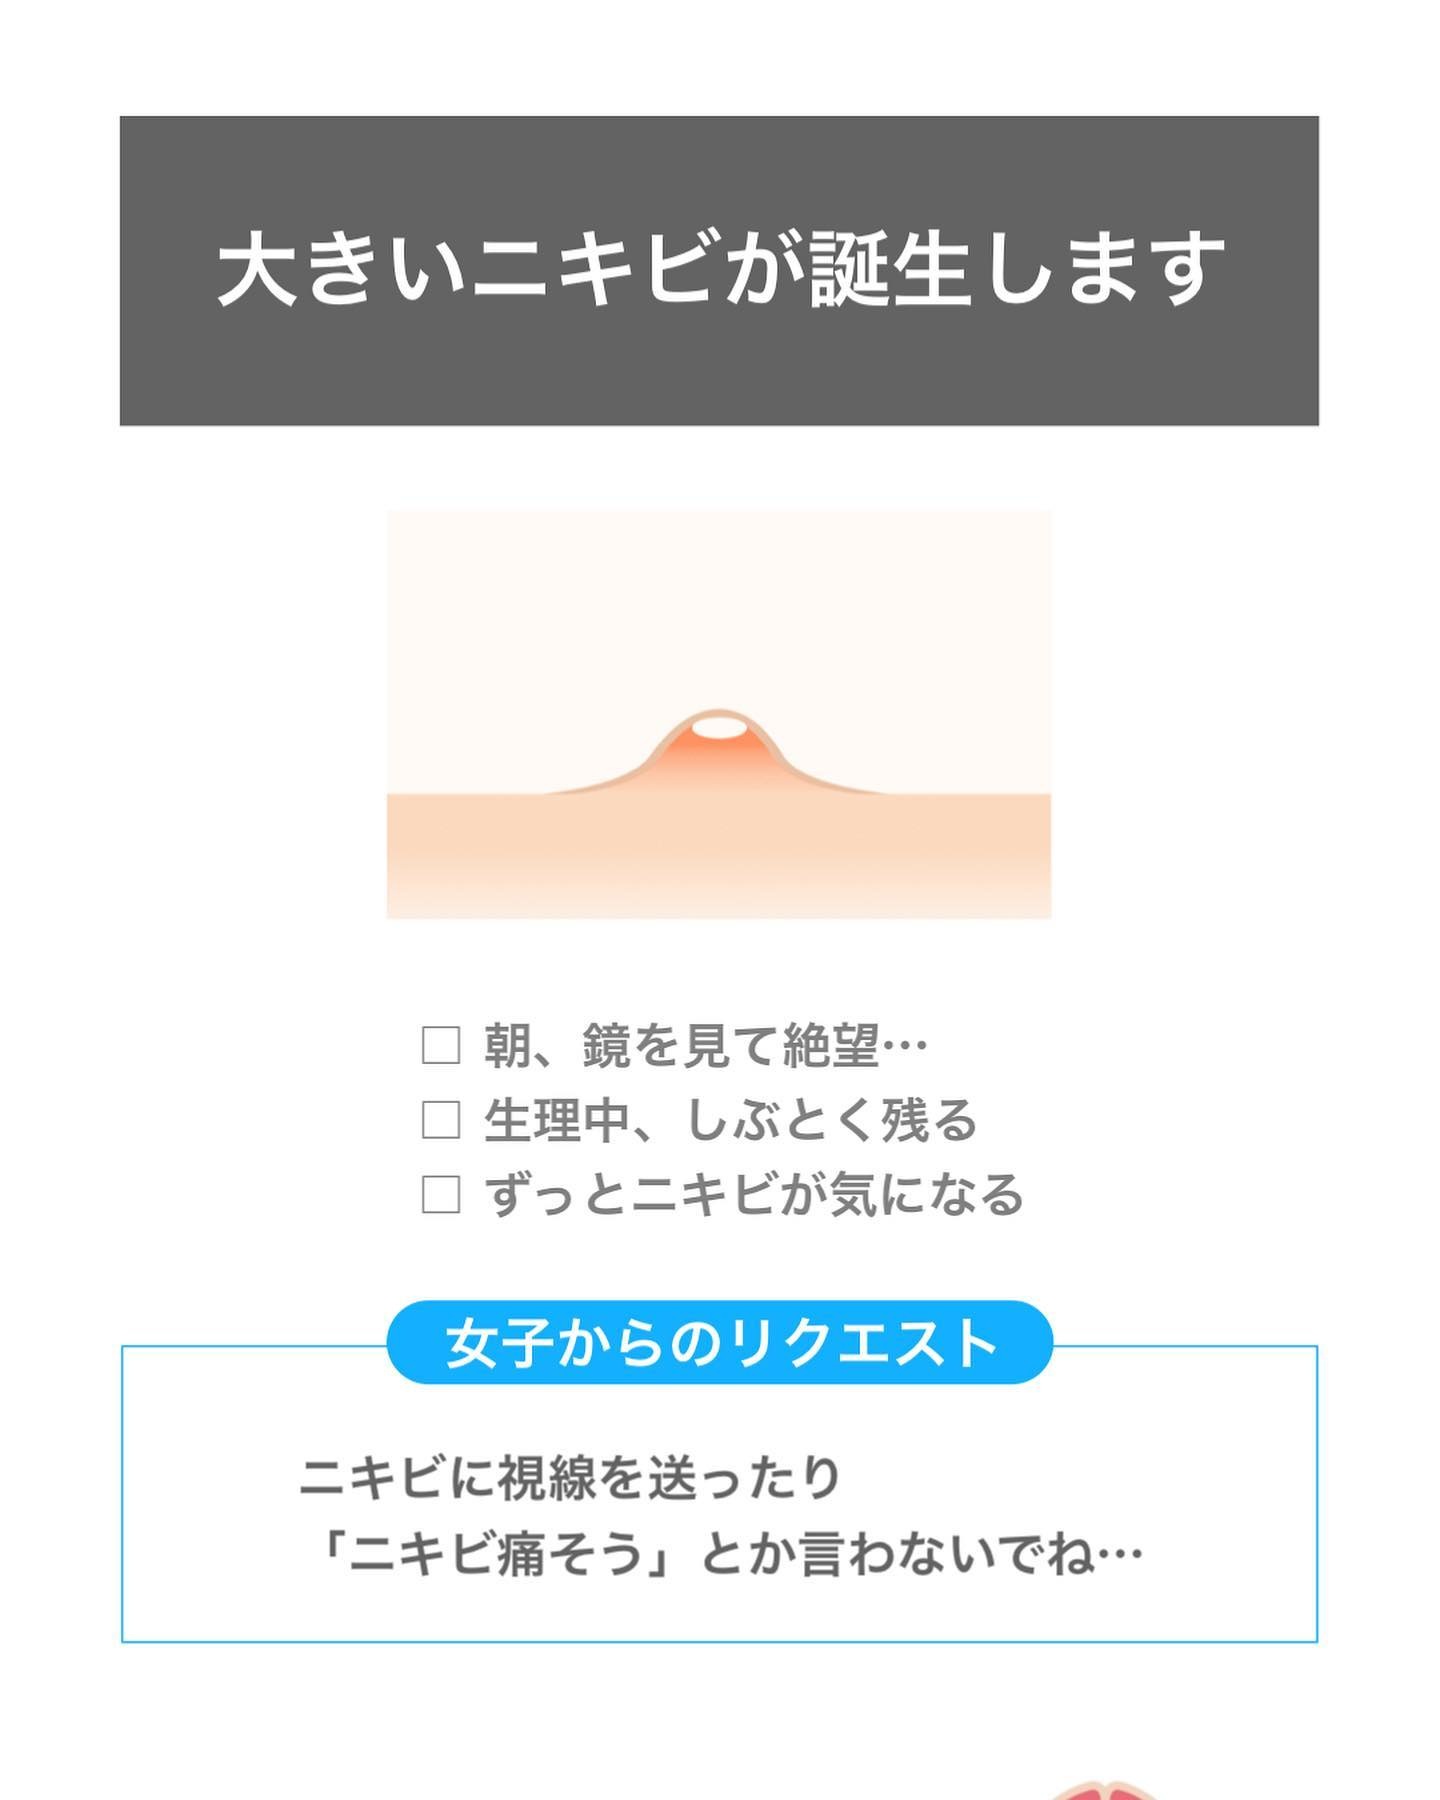 大きいニキビが誕生します
□ 朝、鏡を見て絶望…
□ 生理中、しぶとく残る
□ ずっとニキビが気になる
女子からのリクエスト
ニキビに視線を送ったり
「ニキビ痛そう」とか言わないでね…